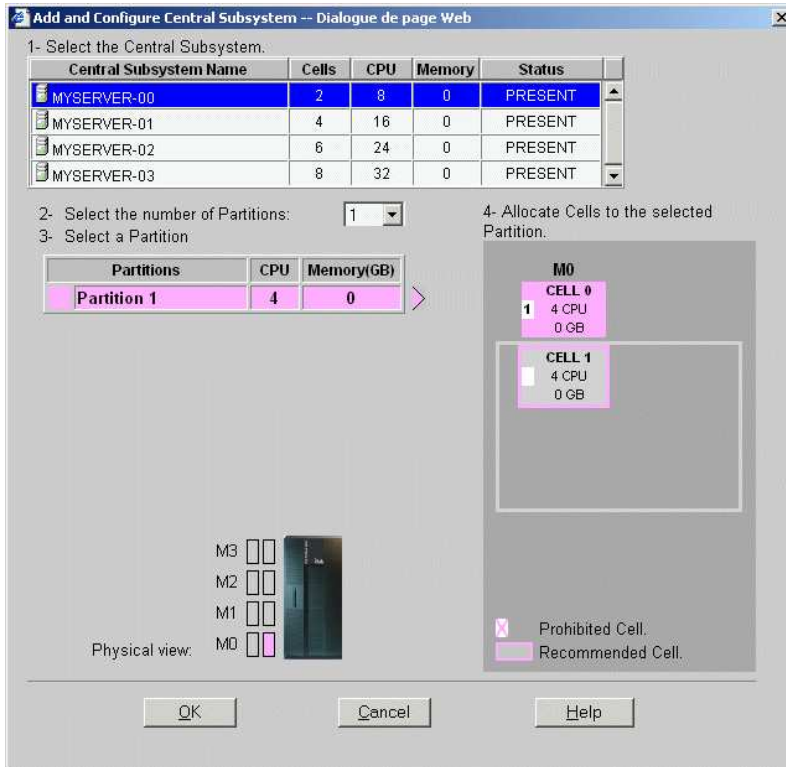 Add and Configure Central Subsystem -- Dialogue de page Web
1- Select the Central Subsystem.
Central Subsystem Name Cells CPU Memory Status
MYSERVER-00 2 8 0 PRESENT
MYSERVER-01 4 16 0 PRESENT
MYSERVER-02 6 24 0 PRESENT
MYSERVER-03 8 32 0 PRESENT
2- Select the number of Partitions: 1
3- Select a Partition
Partitions CPU Memory(GB)
Partition 1 4 0
4- Allocate Cells to the selected
Partition.
M0
CELL 0
1 4 CPU
0 GB
CELL 1
4 CPU
0 GB
M3
M2
M1
Physical view: M0
Prohibited Cell.
Recommended Cell.
OK Cancel Help